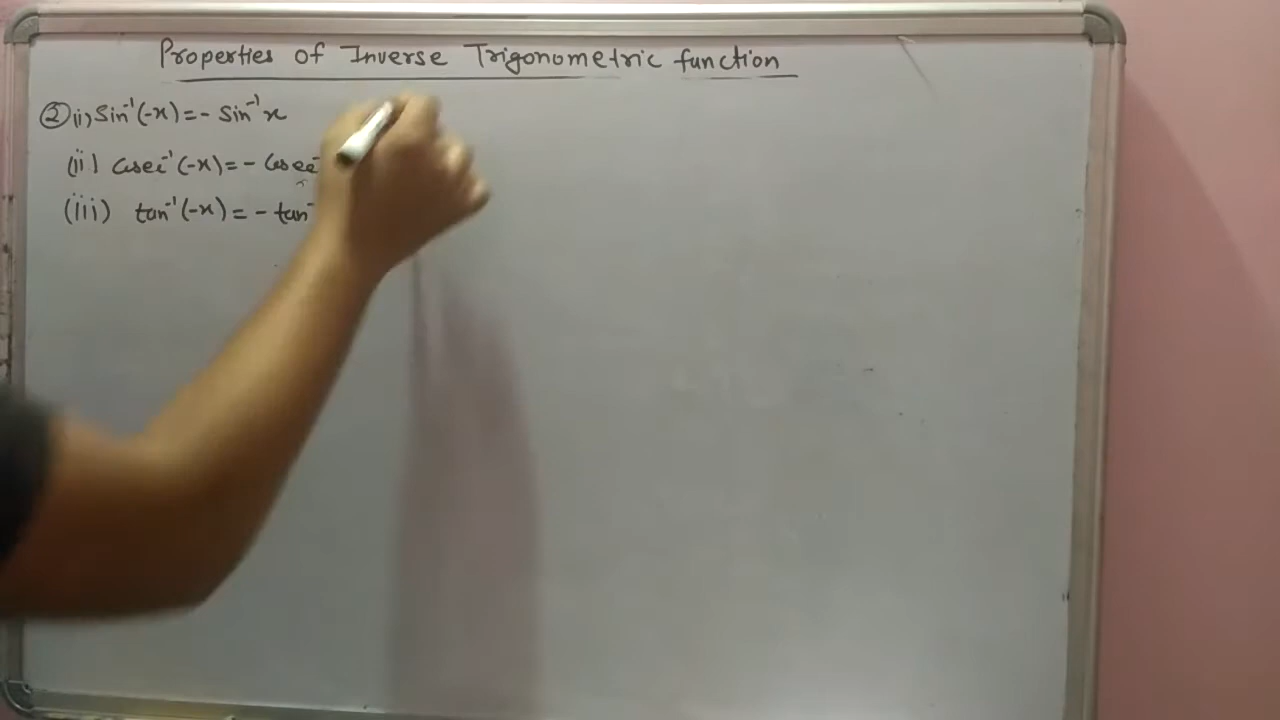 Properties of Inverse Trigonometric function
② (i) Sin⁻¹(-x) = - Sin⁻¹x
(ii) Cosec⁻¹(-x) = - Cosec⁻
(iii) tan⁻¹(-x) = - tan⁻